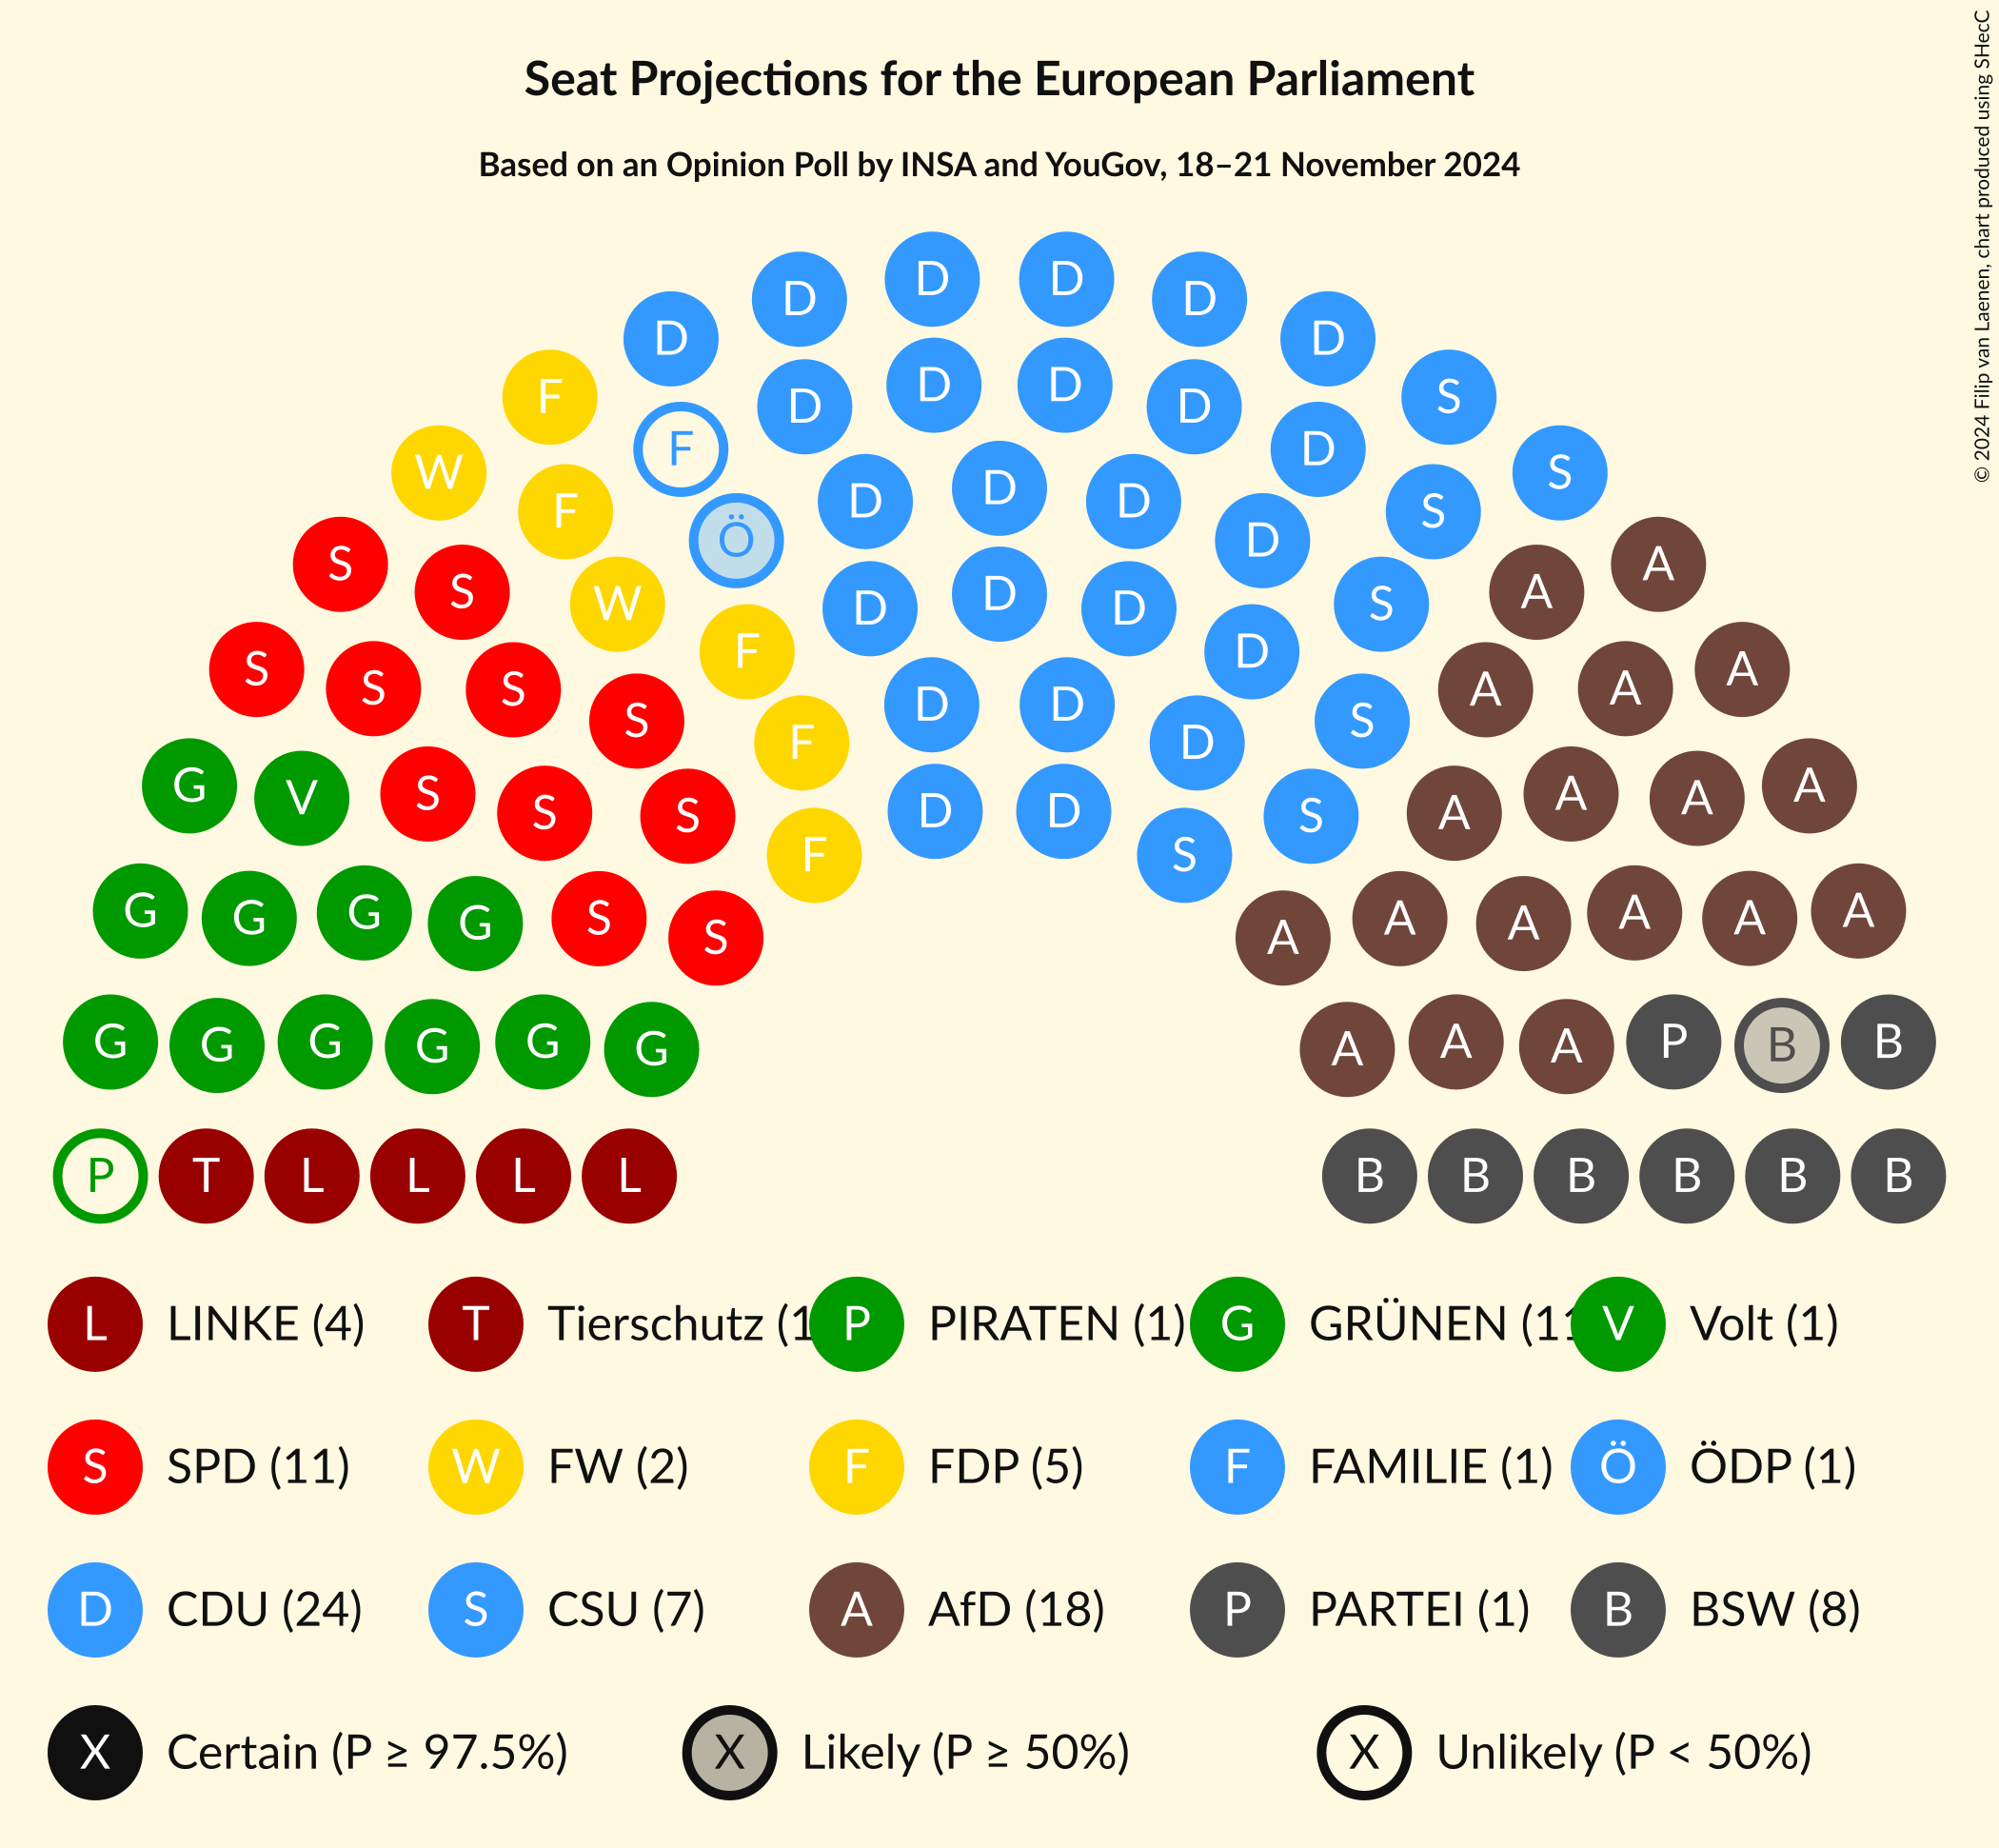 Seat Projections for the European Parliament
Based on an Opinion Poll by INSA and YouGov, 18–21 November 2024
© 2024 Filip van Laenen, chart produced using SHecC
D D D D
D D
F D D D D S
F D D
W F Ö D D D D S S
S S W F D D D D S A A
S S S S F D D D S A A A
G V S S S F D D S S A A A A
G G G G S S A A A A A A
G G G G G G A A A P B B
P T L L L L B B B B B B
L LINKE (4) T Tierschutz (1 P PIRATEN (1) G GRÜNEN (11 V Volt (1)
S SPD (11) W FW (2) F FDP (5) F FAMILIE (1) Ö ÖDP (1)
D CDU (24) S CSU (7) A AfD (18) P PARTEI (1) B BSW (8)
X Certain (P ≥ 97.5%) X Likely (P ≥ 50%) X Unlikely (P < 50%)